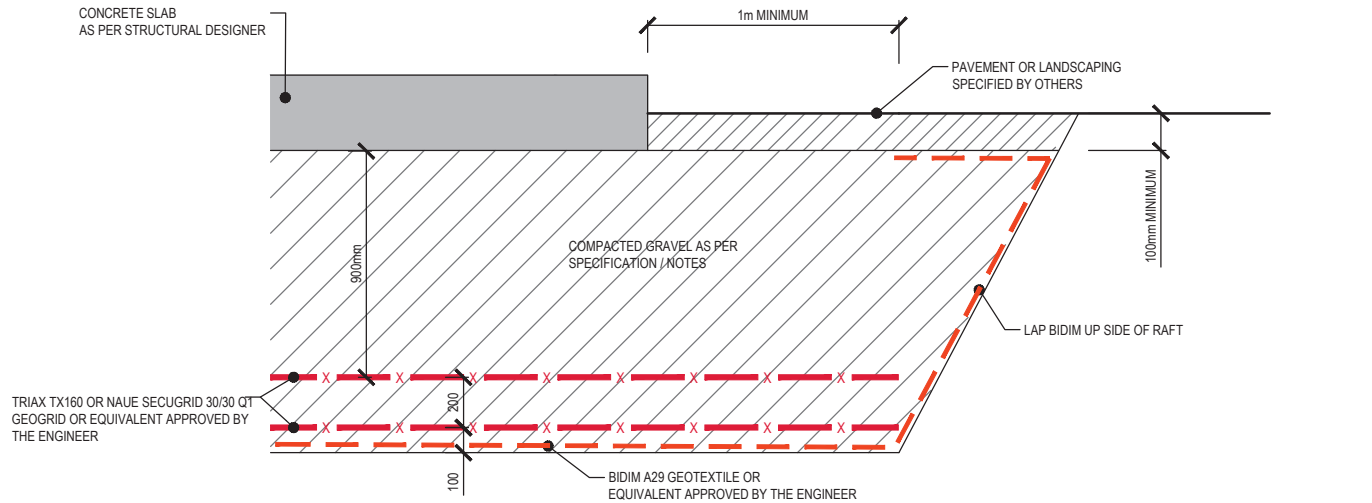 CONCRETE SLAB
AS PER STRUCTURAL DESIGNER
1m MINIMUM
PAVEMENT OR LANDSCAPING
SPECIFIED BY OTHERS
100mm MINIMUM
900mm
COMPACTED GRAVEL AS PER
SPECIFICATION / NOTES
LAP BIDIM UP SIDE OF RAFT
X X X X X X X X
TRIAX TX160 OR NAUE SECUGRID 30/30 Q1
GEOGRID OR EQUIVALENT APPROVED BY
THE ENGINEER
200
X X X X X X X X
100
BIDIM A29 GEOTEXTILE OR
EQUIVALENT APPROVED BY THE ENGINEER